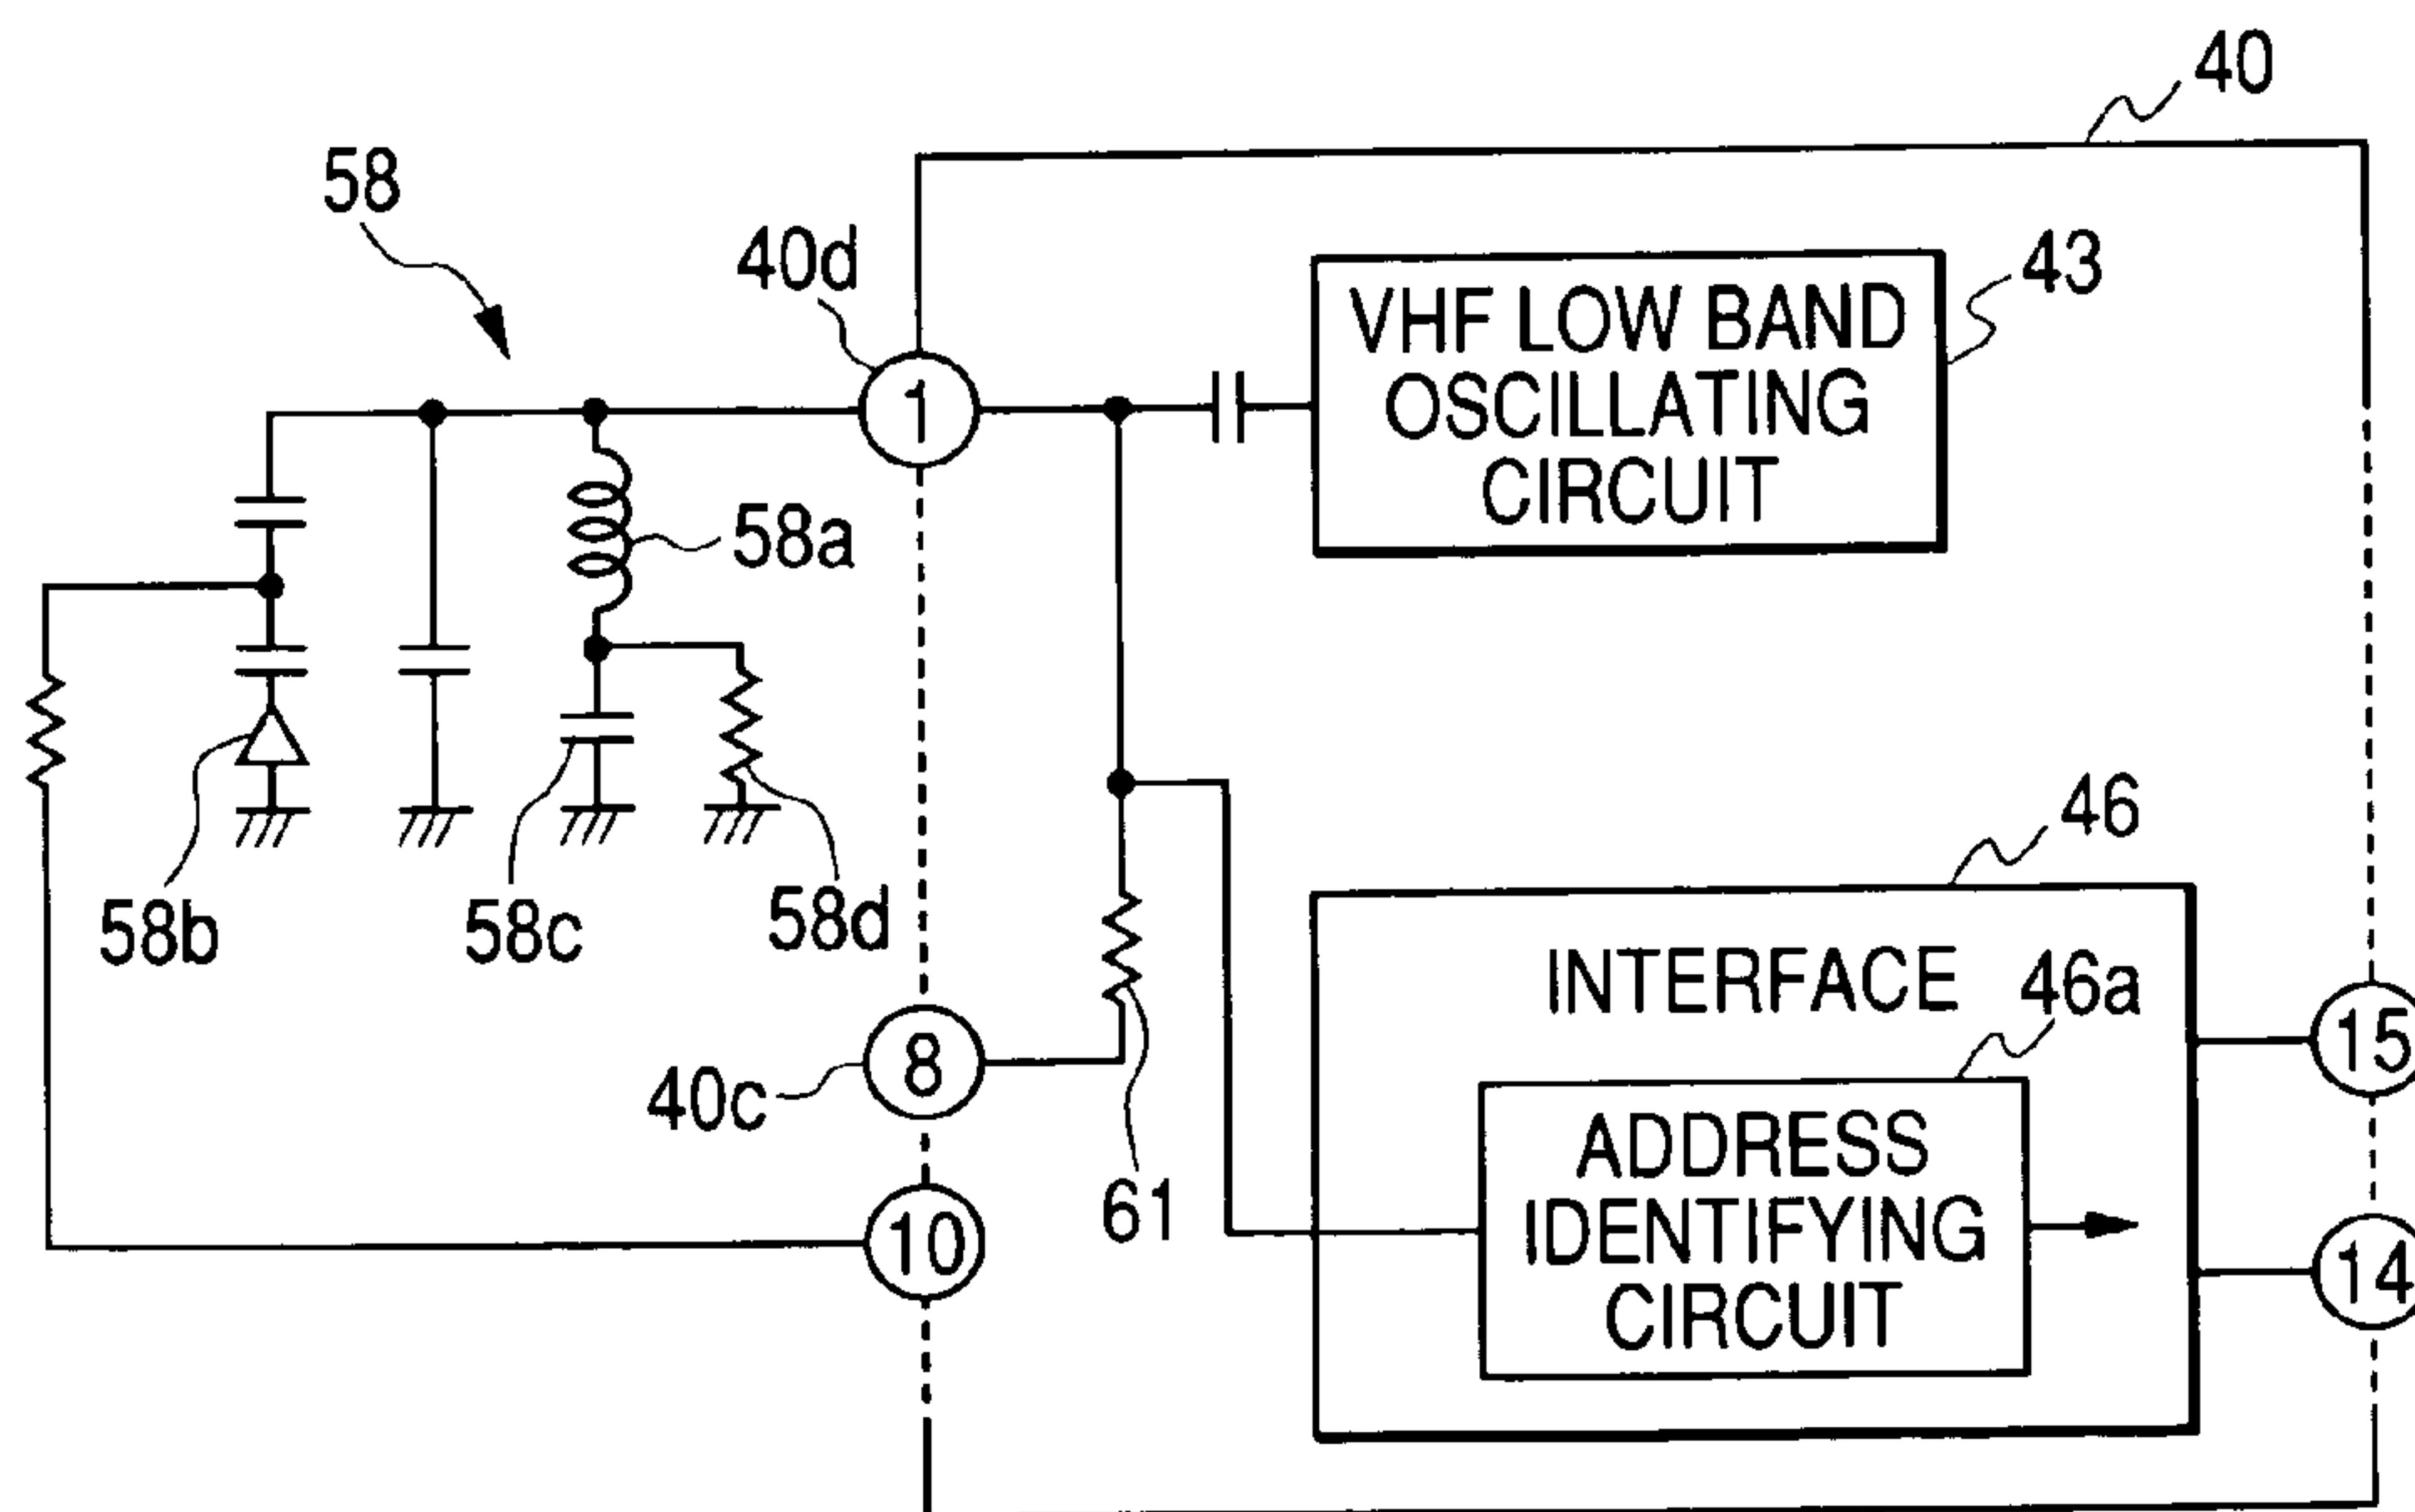 40
58
40d
43
VHF LOW BAND
OSCILLATING
CIRCUIT
1
58a
46
58b
58c
58d
INTERFACE
46a
15
8
40c
ADDRESS
IDENTIFYING
CIRCUIT
61
10
14